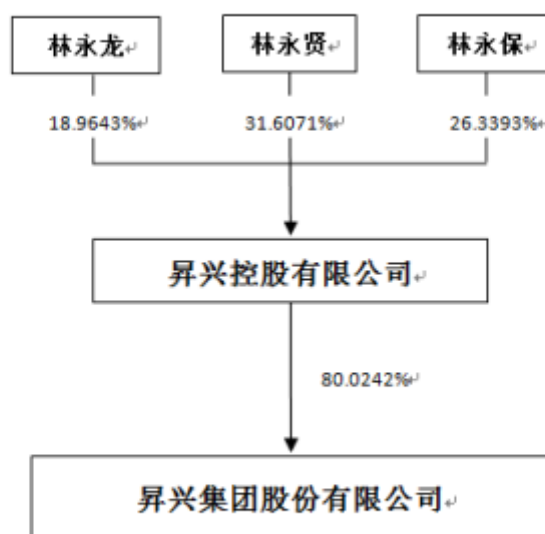 林永龙 林永贤 林永保
18.9643% 31.6071% 26.3393%
昇兴控股有限公司
80.0242%
昇兴集团股份有限公司